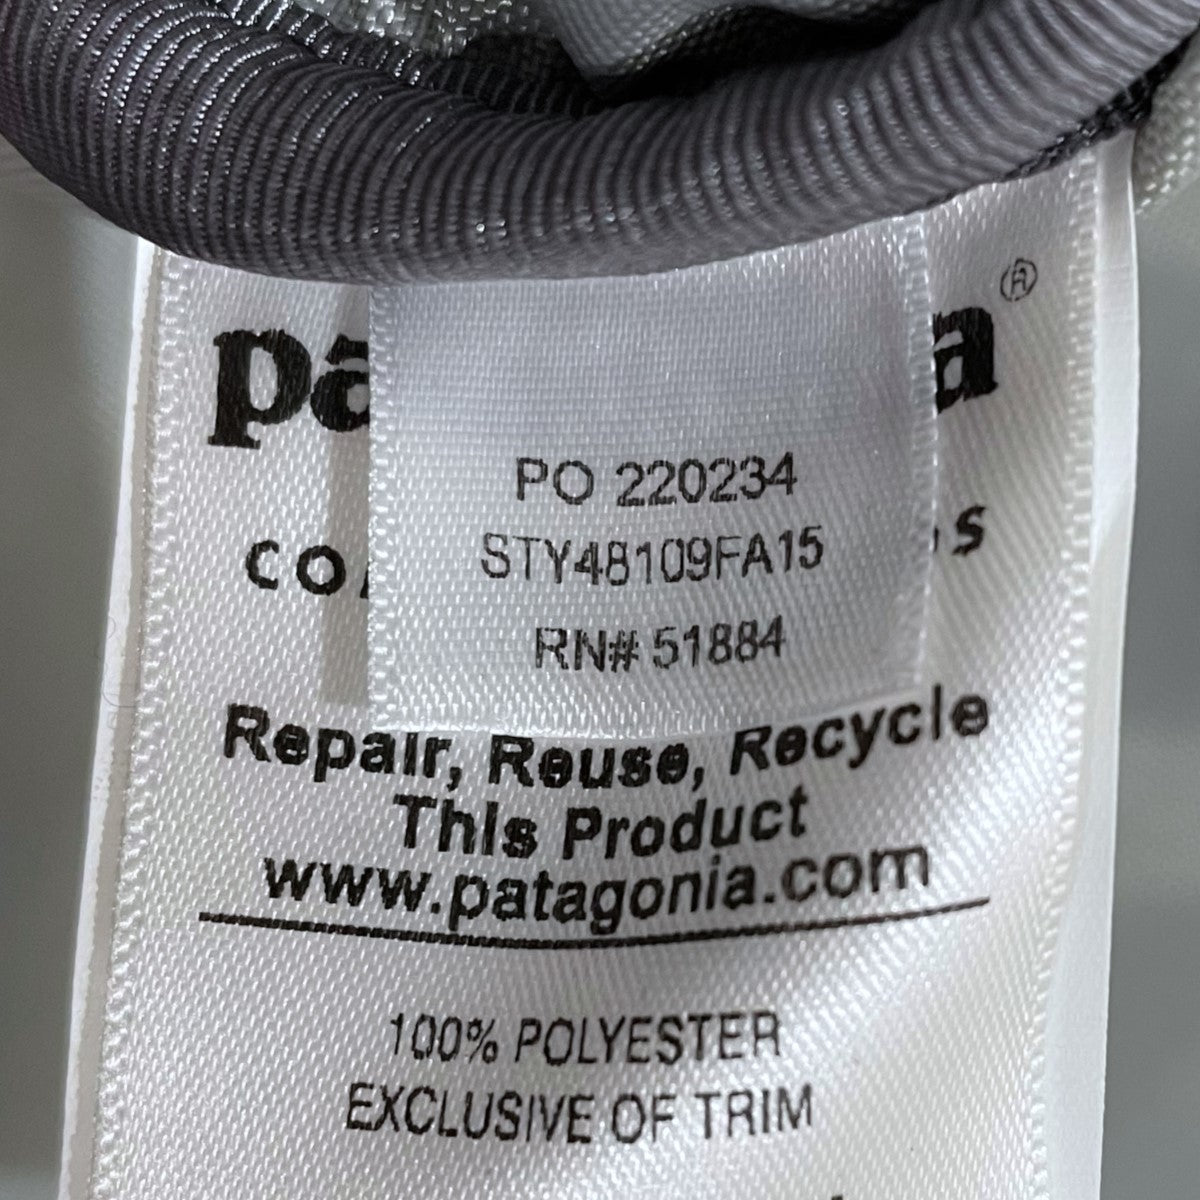 ®
PO 220234
STY48109FA15
RN# 51884
Repair, Reuse, Recycle
This Product
www.patagonia.com
100% POLYESTER
EXCLUSIVE OF TRIM